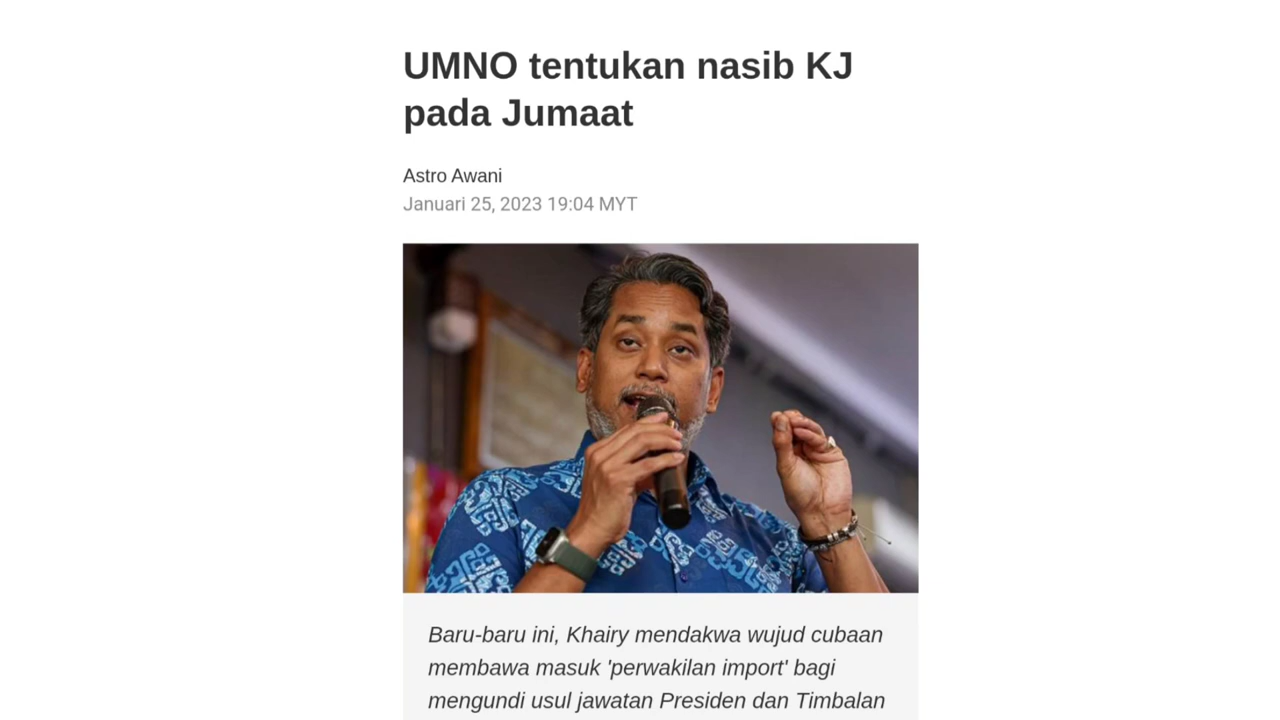 UMNO tentukan nasib KJ
pada Jumaat
Astro Awani
Januari 25, 2023 19:04 MYT
Baru-baru ini, Khairy mendakwa wujud cubaan
membawa masuk 'perwakilan import' bagi
mengundi usul jawatan Presiden dan Timbalan